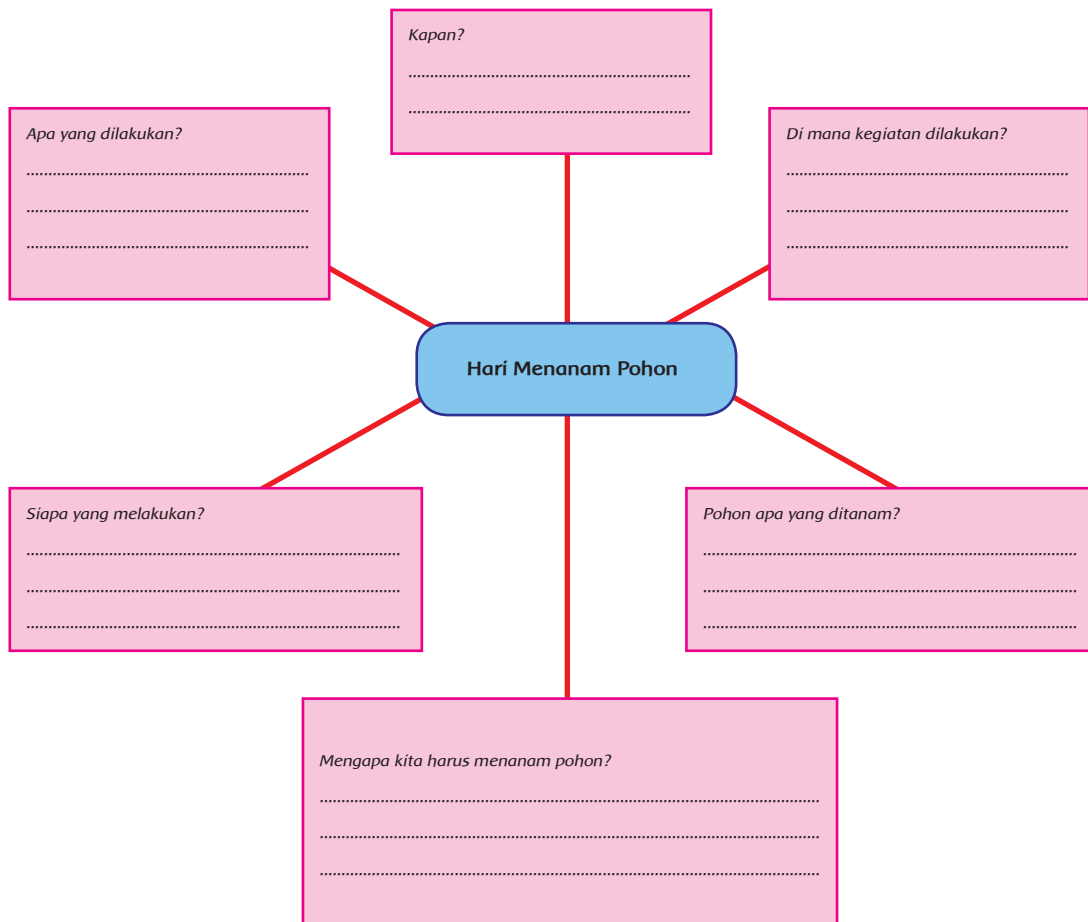 Kapan?
................................................................
................................................................
Apa yang dilakukan?
................................................................
................................................................
................................................................
Di mana kegiatan dilakukan?
................................................................
................................................................
................................................................
Hari Menanam Pohon
Siapa yang melakukan?
.....................................................................................
.....................................................................................
.....................................................................................
Pohon apa yang ditanam?
.....................................................................................
.....................................................................................
.....................................................................................
Mengapa kita harus menanam pohon?
..................................................................................................................
..................................................................................................................
..................................................................................................................